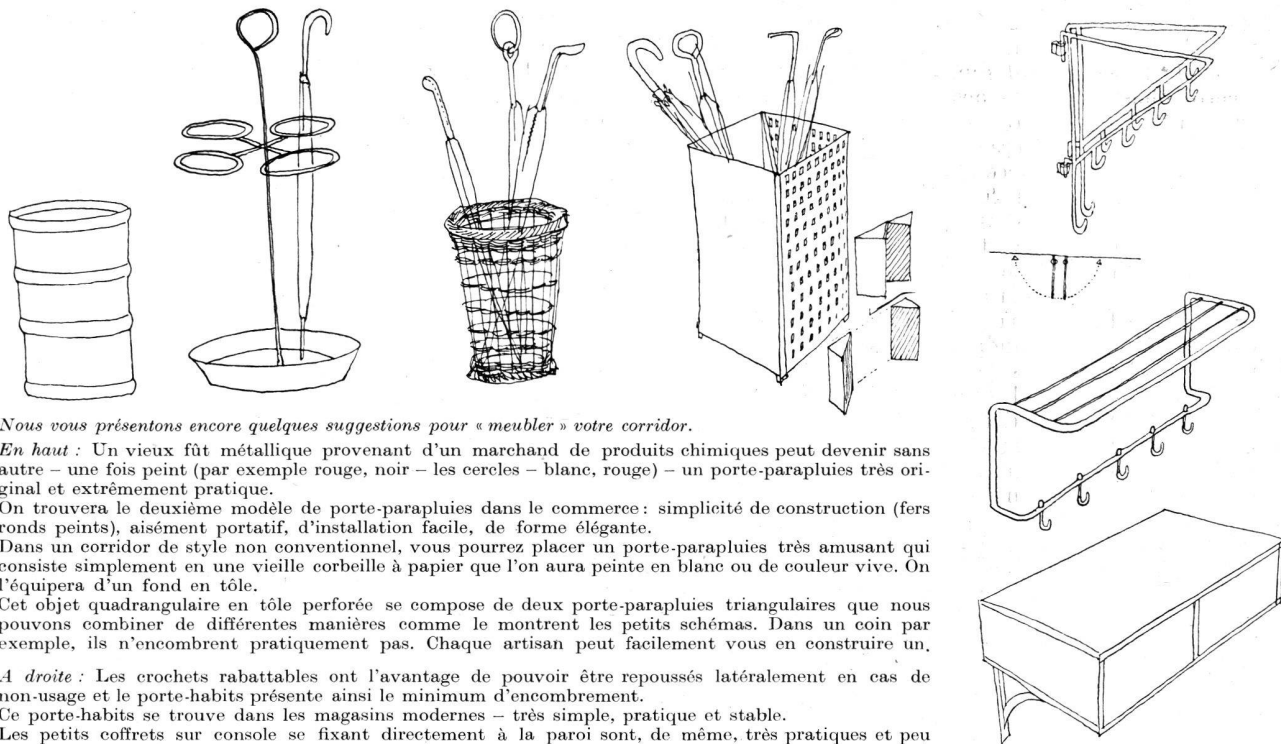 Nous vous présentons encore quelques suggestions pour « meubler » votre corridor.
En haut : Un vieux fût métallique provenant d'un marchand de produits chimiques peut devenir sans
autre – une fois peint (par exemple rouge, noir – les cercles – blanc, rouge) – un porte-parapluies très ori-
ginal et extrêmement pratique.
On trouvera le deuxième modèle de porte-parapluies dans le commerce : simplicité de construction (fers
ronds peints), aisément portatif, d'installation facile, de forme élégante.
Dans un corridor de style non conventionnel, vous pourrez placer un porte-parapluies très amusant qui
consiste simplement en une vieille corbeille à papier que l'on aura peinte en blanc ou de couleur vive. On
l'équipera d'un fond en tôle.
Cet objet quadrangulaire en tôle perforée se compose de deux porte-parapluies triangulaires que nous
pouvons combiner de différentes manières comme le montrent les petits schémas. Dans un coin par
exemple, ils n'encombrent pratiquement pas. Chaque artisan peut facilement vous en construire un.
A droite : Les crochets rabattables ont l'avantage de pouvoir être repoussés latéralement en cas de
non-usage et le porte-habits présente ainsi le minimum d'encombrement.
Ce porte-habits se trouve dans les magasins modernes – très simple, pratique et stable.
Les petits coffrets sur console se fixant directement à la paroi sont, de même, très pratiques et peu